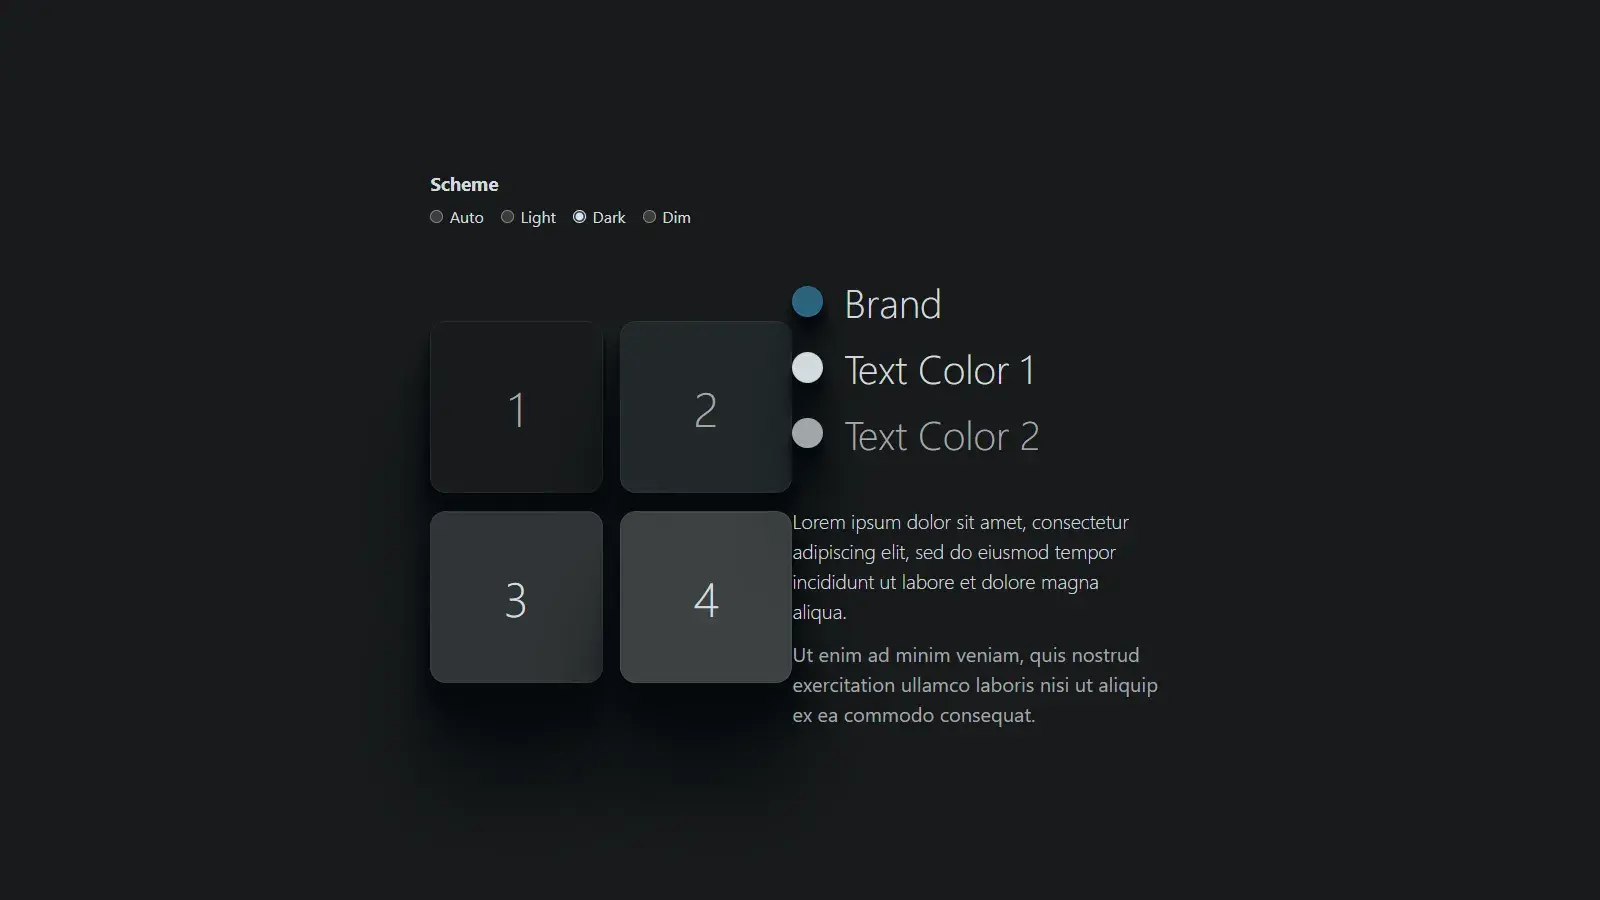 Scheme
Auto Light Dark Dim
1
2
3
4
Brand
Text Color 1
Text Color 2
Lorem ipsum dolor sit amet, consectetur
adipiscing elit, sed do eiusmod tempor
incididunt ut labore et dolore magna
aliqua.
Ut enim ad minim veniam, quis nostrud
exercitation ullamco laboris nisi ut aliquip
ex ea commodo consequat.